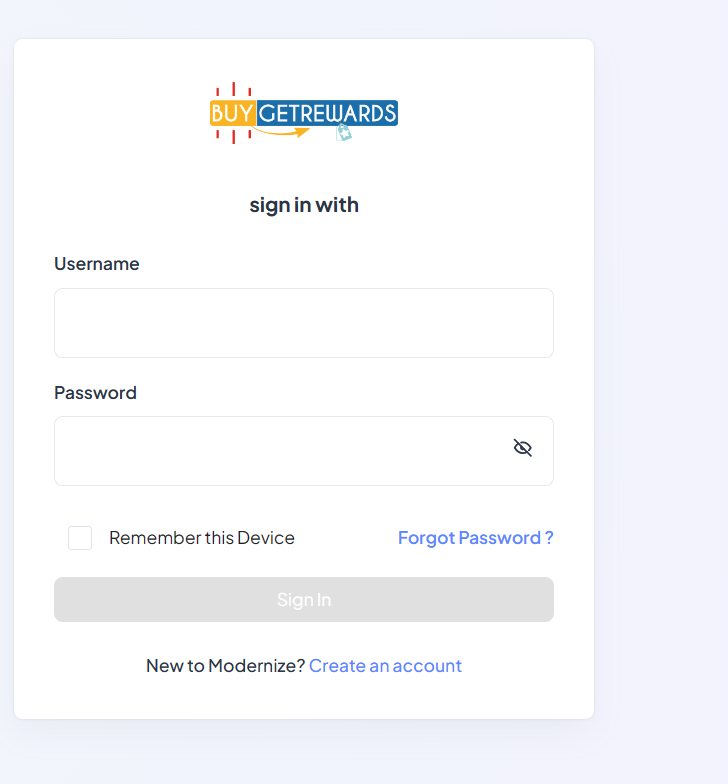 BUY GETREWARDS
sign in with
Username
Password
Remember this Device Forgot Password ?
Sign In
New to Modernize? Create an account